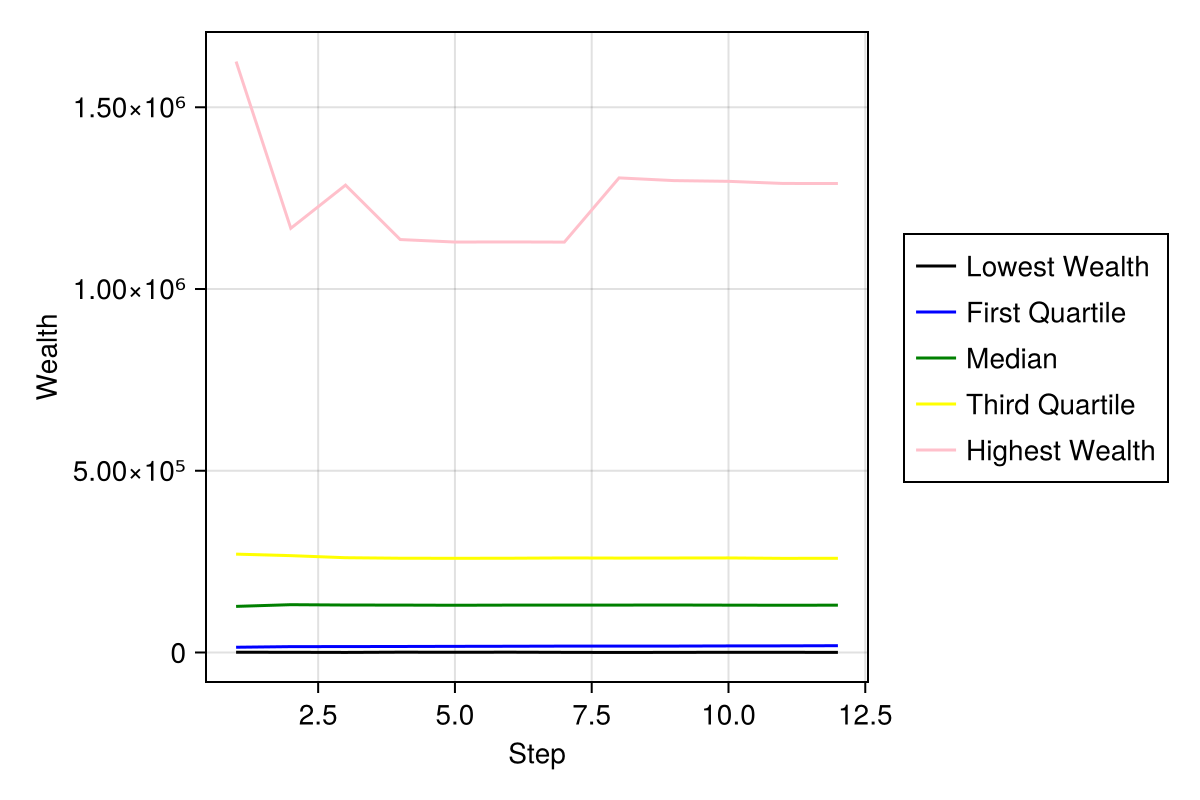 Wealth
1.50×10⁶
1.00×10⁶
5.00×10⁵
0
2.5 5.0 7.5 10.0 12.5
Step
Lowest Wealth
First Quartile
Median
Third Quartile
Highest Wealth